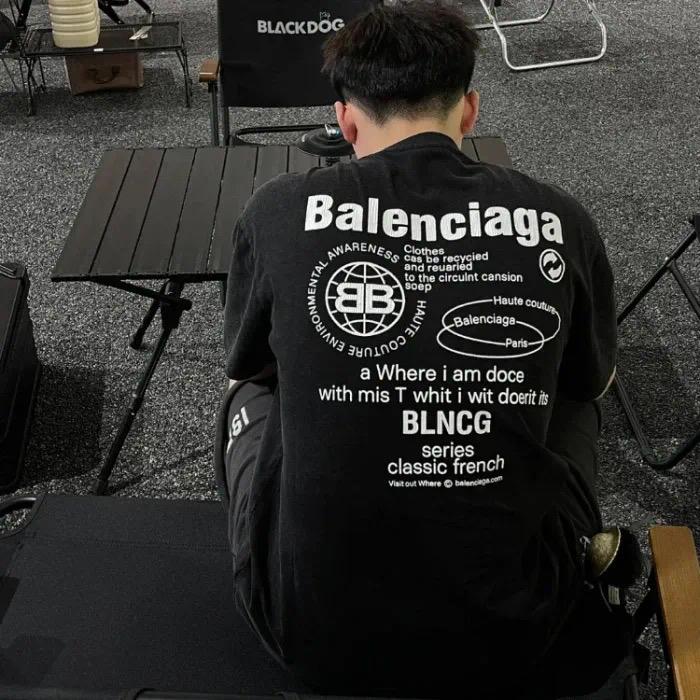 BLACKDOG
Balenciaga
Clothes
cas be recycied
and reuaried
to the circulnt cansion
soep
ENVIRONMENTAL AWARENESS
HAUTE COUTURE
BB
Haute couture
Balenciaga
Paris
a Where i am doce
with mis T whit i wit doerit its
BLNCG
series
classic french
Visit out Where © balenciaga.com